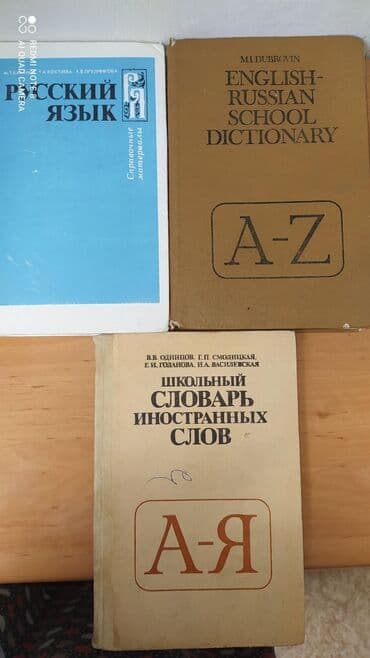 РУССКИЙ
ЯЗЫК
Справочные
материалы
REDMI NOTE 8
AI QUAD CAMERA
M.I. DUBROVIN
ENGLISH-
RUSSIAN
SCHOOL
DICTIONARY
A-Z
В.В. ОДИНЦОВ, Г.П. СМОЛИЦКАЯ,
Е.И. ГОЛАНОВА, И.А. ВАСИЛЕВСКАЯ
ШКОЛЬНЫЙ
СЛОВАРЬ
ИНОСТРАННЫХ
СЛОВ
А-Я